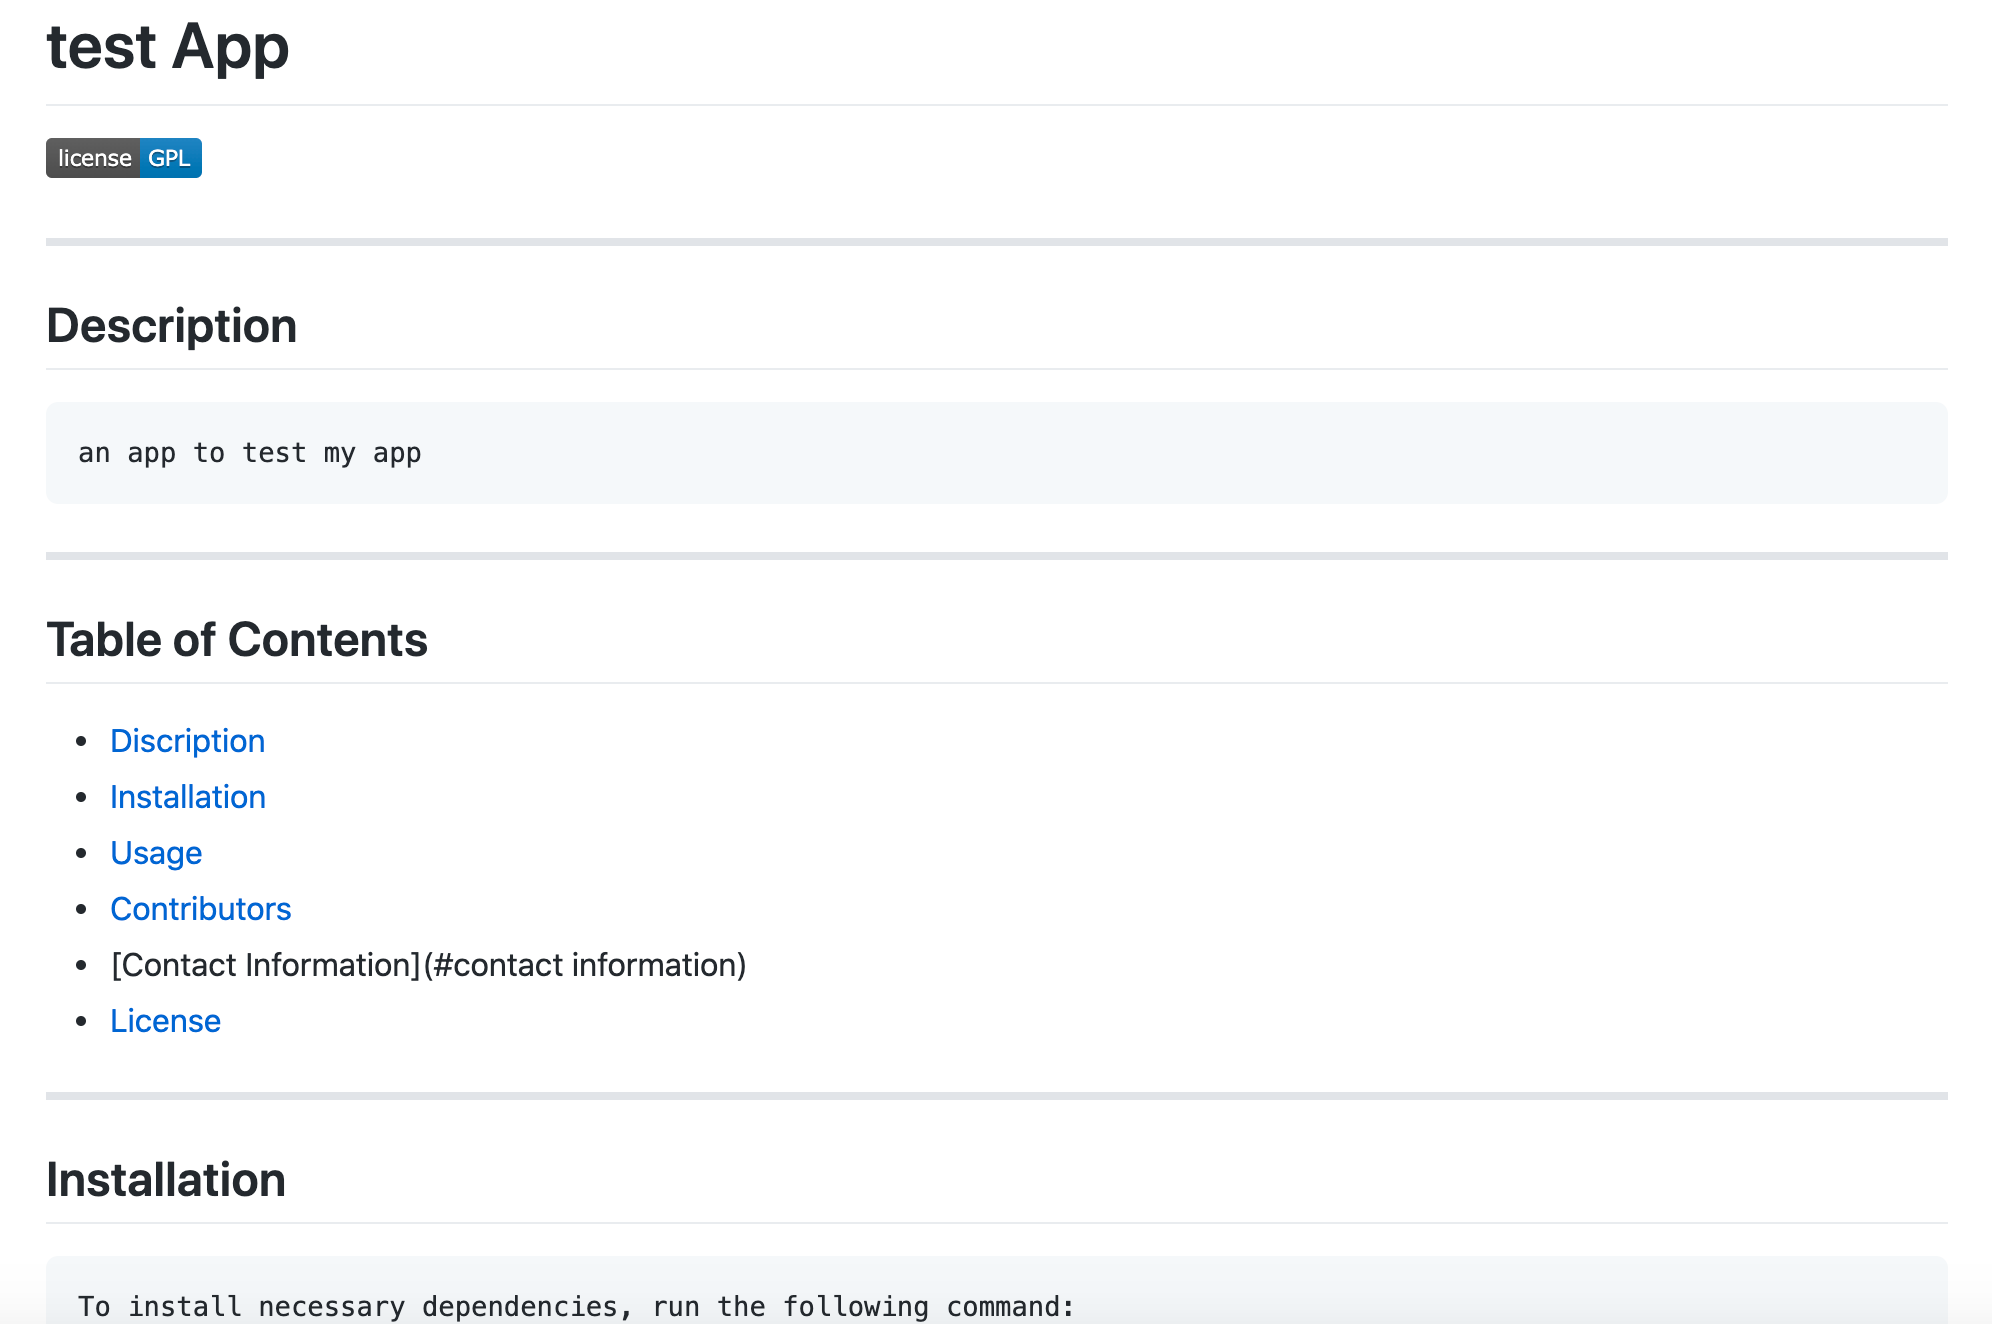 test App
license GPL
Description
an app to test my app
Table of Contents
Discription
Installation
Usage
Contributors
[Contact Information](#contact information)
License
Installation
To install necessary dependencies, run the following command: